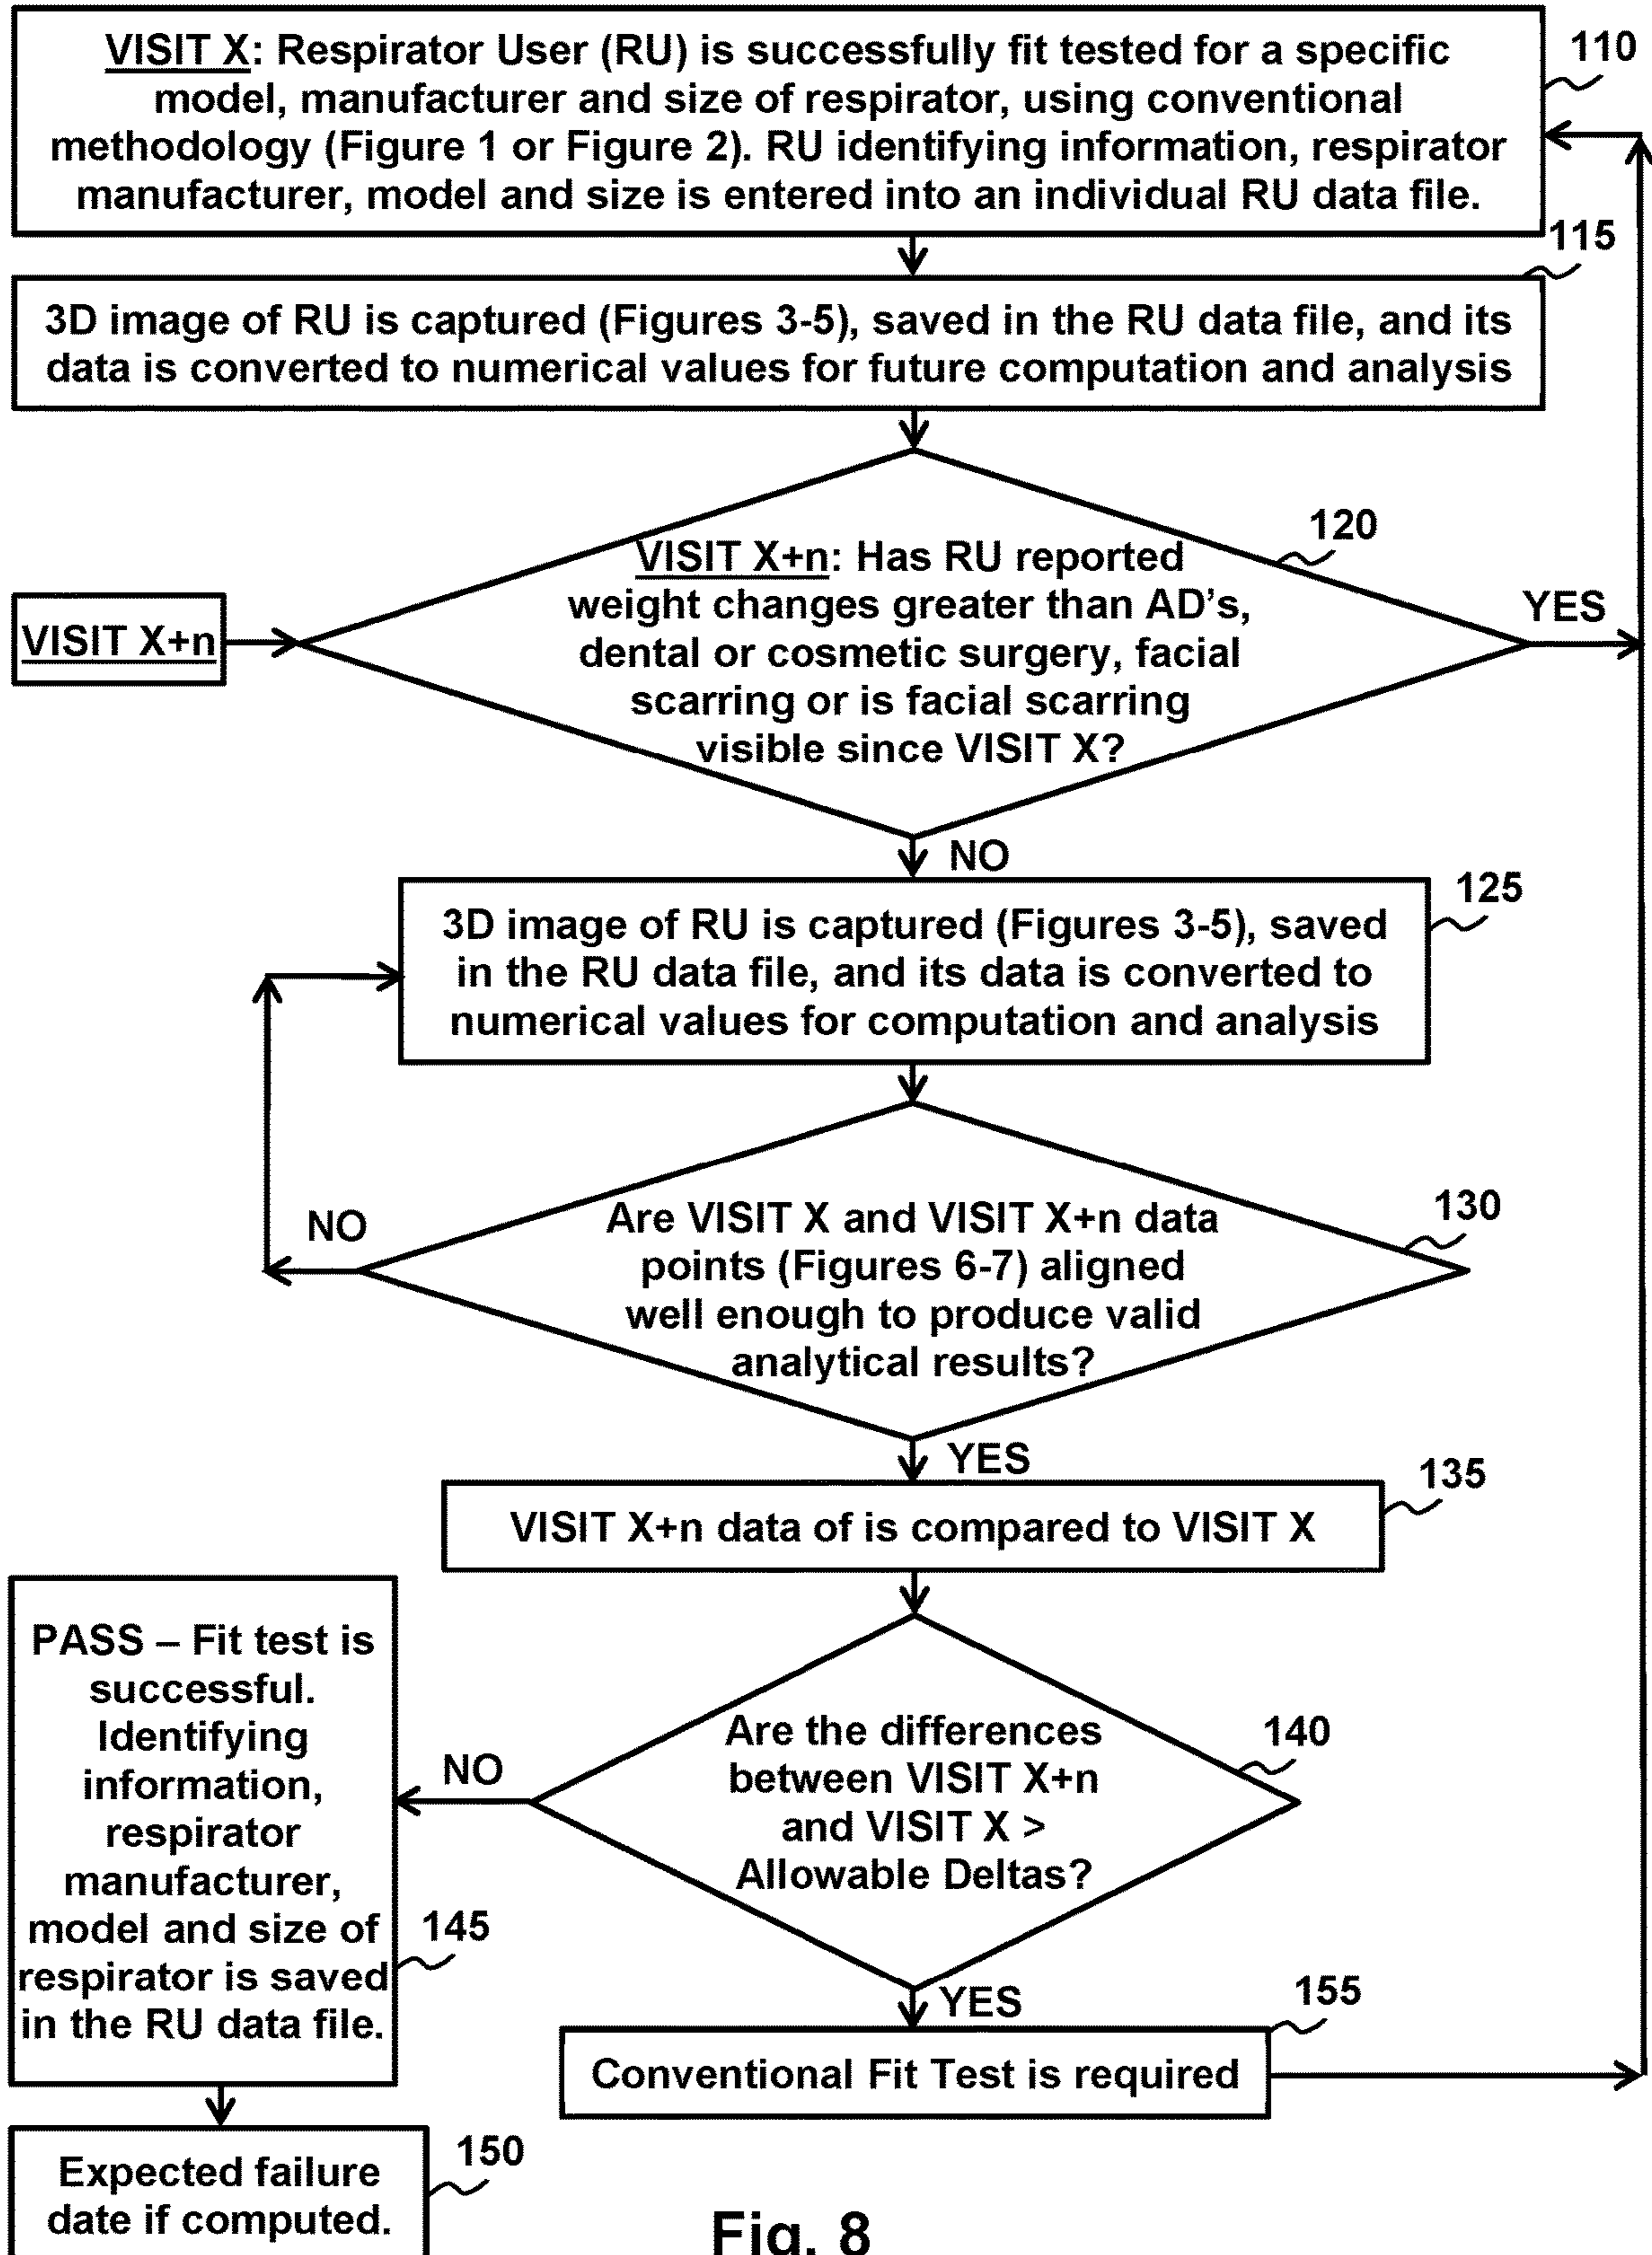 VISIT X: Respirator User (RU) is successfully fit tested for a specific
model, manufacturer and size of respirator, using conventional
methodology (Figure 1 or Figure 2). RU identifying information, respirator
manufacturer, model and size is entered into an individual RU data file.
110
115
3D image of RU is captured (Figures 3-5), saved in the RU data file, and its
data is converted to numerical values for future computation and analysis
120
VISIT X+n
VISIT X+n: Has RU reported
weight changes greater than AD's,
dental or cosmetic surgery, facial
scarring or is facial scarring
visible since VISIT X?
YES
NO
125
3D image of RU is captured (Figures 3-5), saved
in the RU data file, and its data is converted to
numerical values for computation and analysis
130
NO
Are VISIT X and VISIT X+n data
points (Figures 6-7) aligned
well enough to produce valid
analytical results?
YES
135
VISIT X+n data of is compared to VISIT X
140
Are the differences
between VISIT X+n
and VISIT X >
Allowable Deltas?
NO
PASS – Fit test is
successful.
Identifying
information,
respirator
manufacturer,
model and size of
respirator is saved
in the RU data file.
145
YES
155
Conventional Fit Test is required
150
Expected failure
date if computed.
Fig. 8